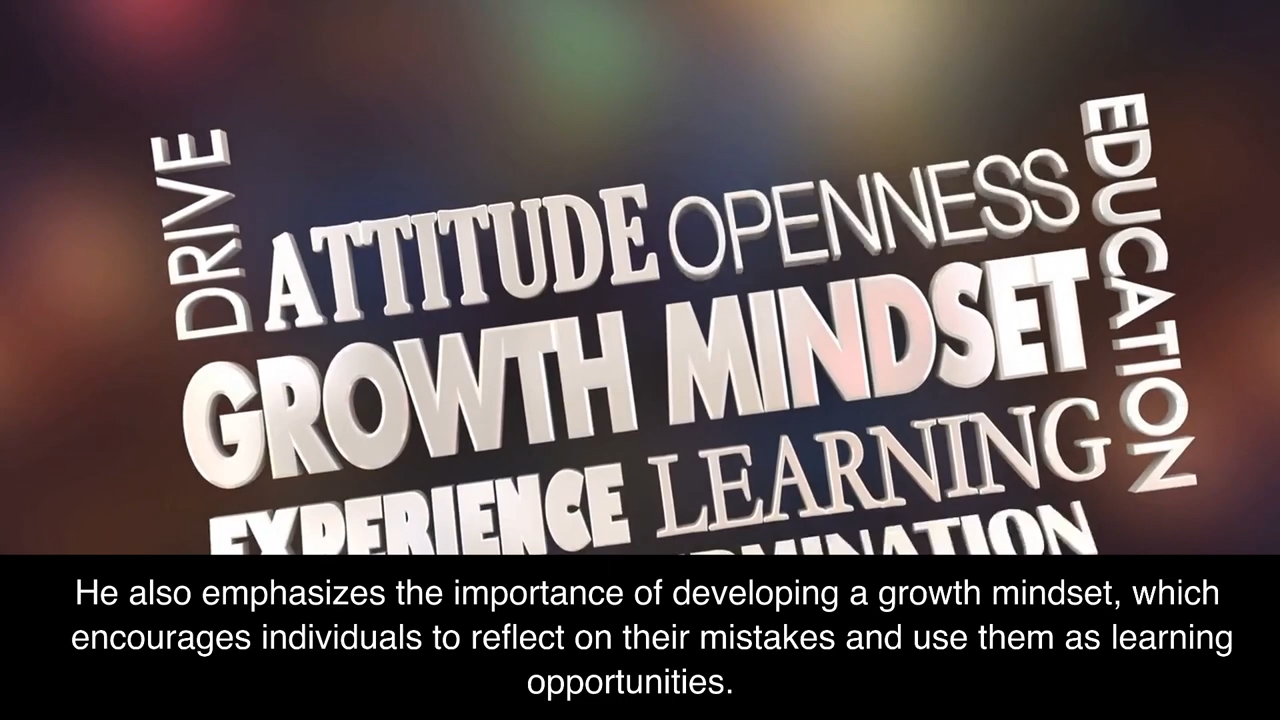 DRIVE
ATTITUDE OPENNESS
EDUCATION
GROWTH MINDSET
EXPERIENCE LEARNING
He also emphasizes the importance of developing a growth mindset, which
encourages individuals to reflect on their mistakes and use them as learning
opportunities.